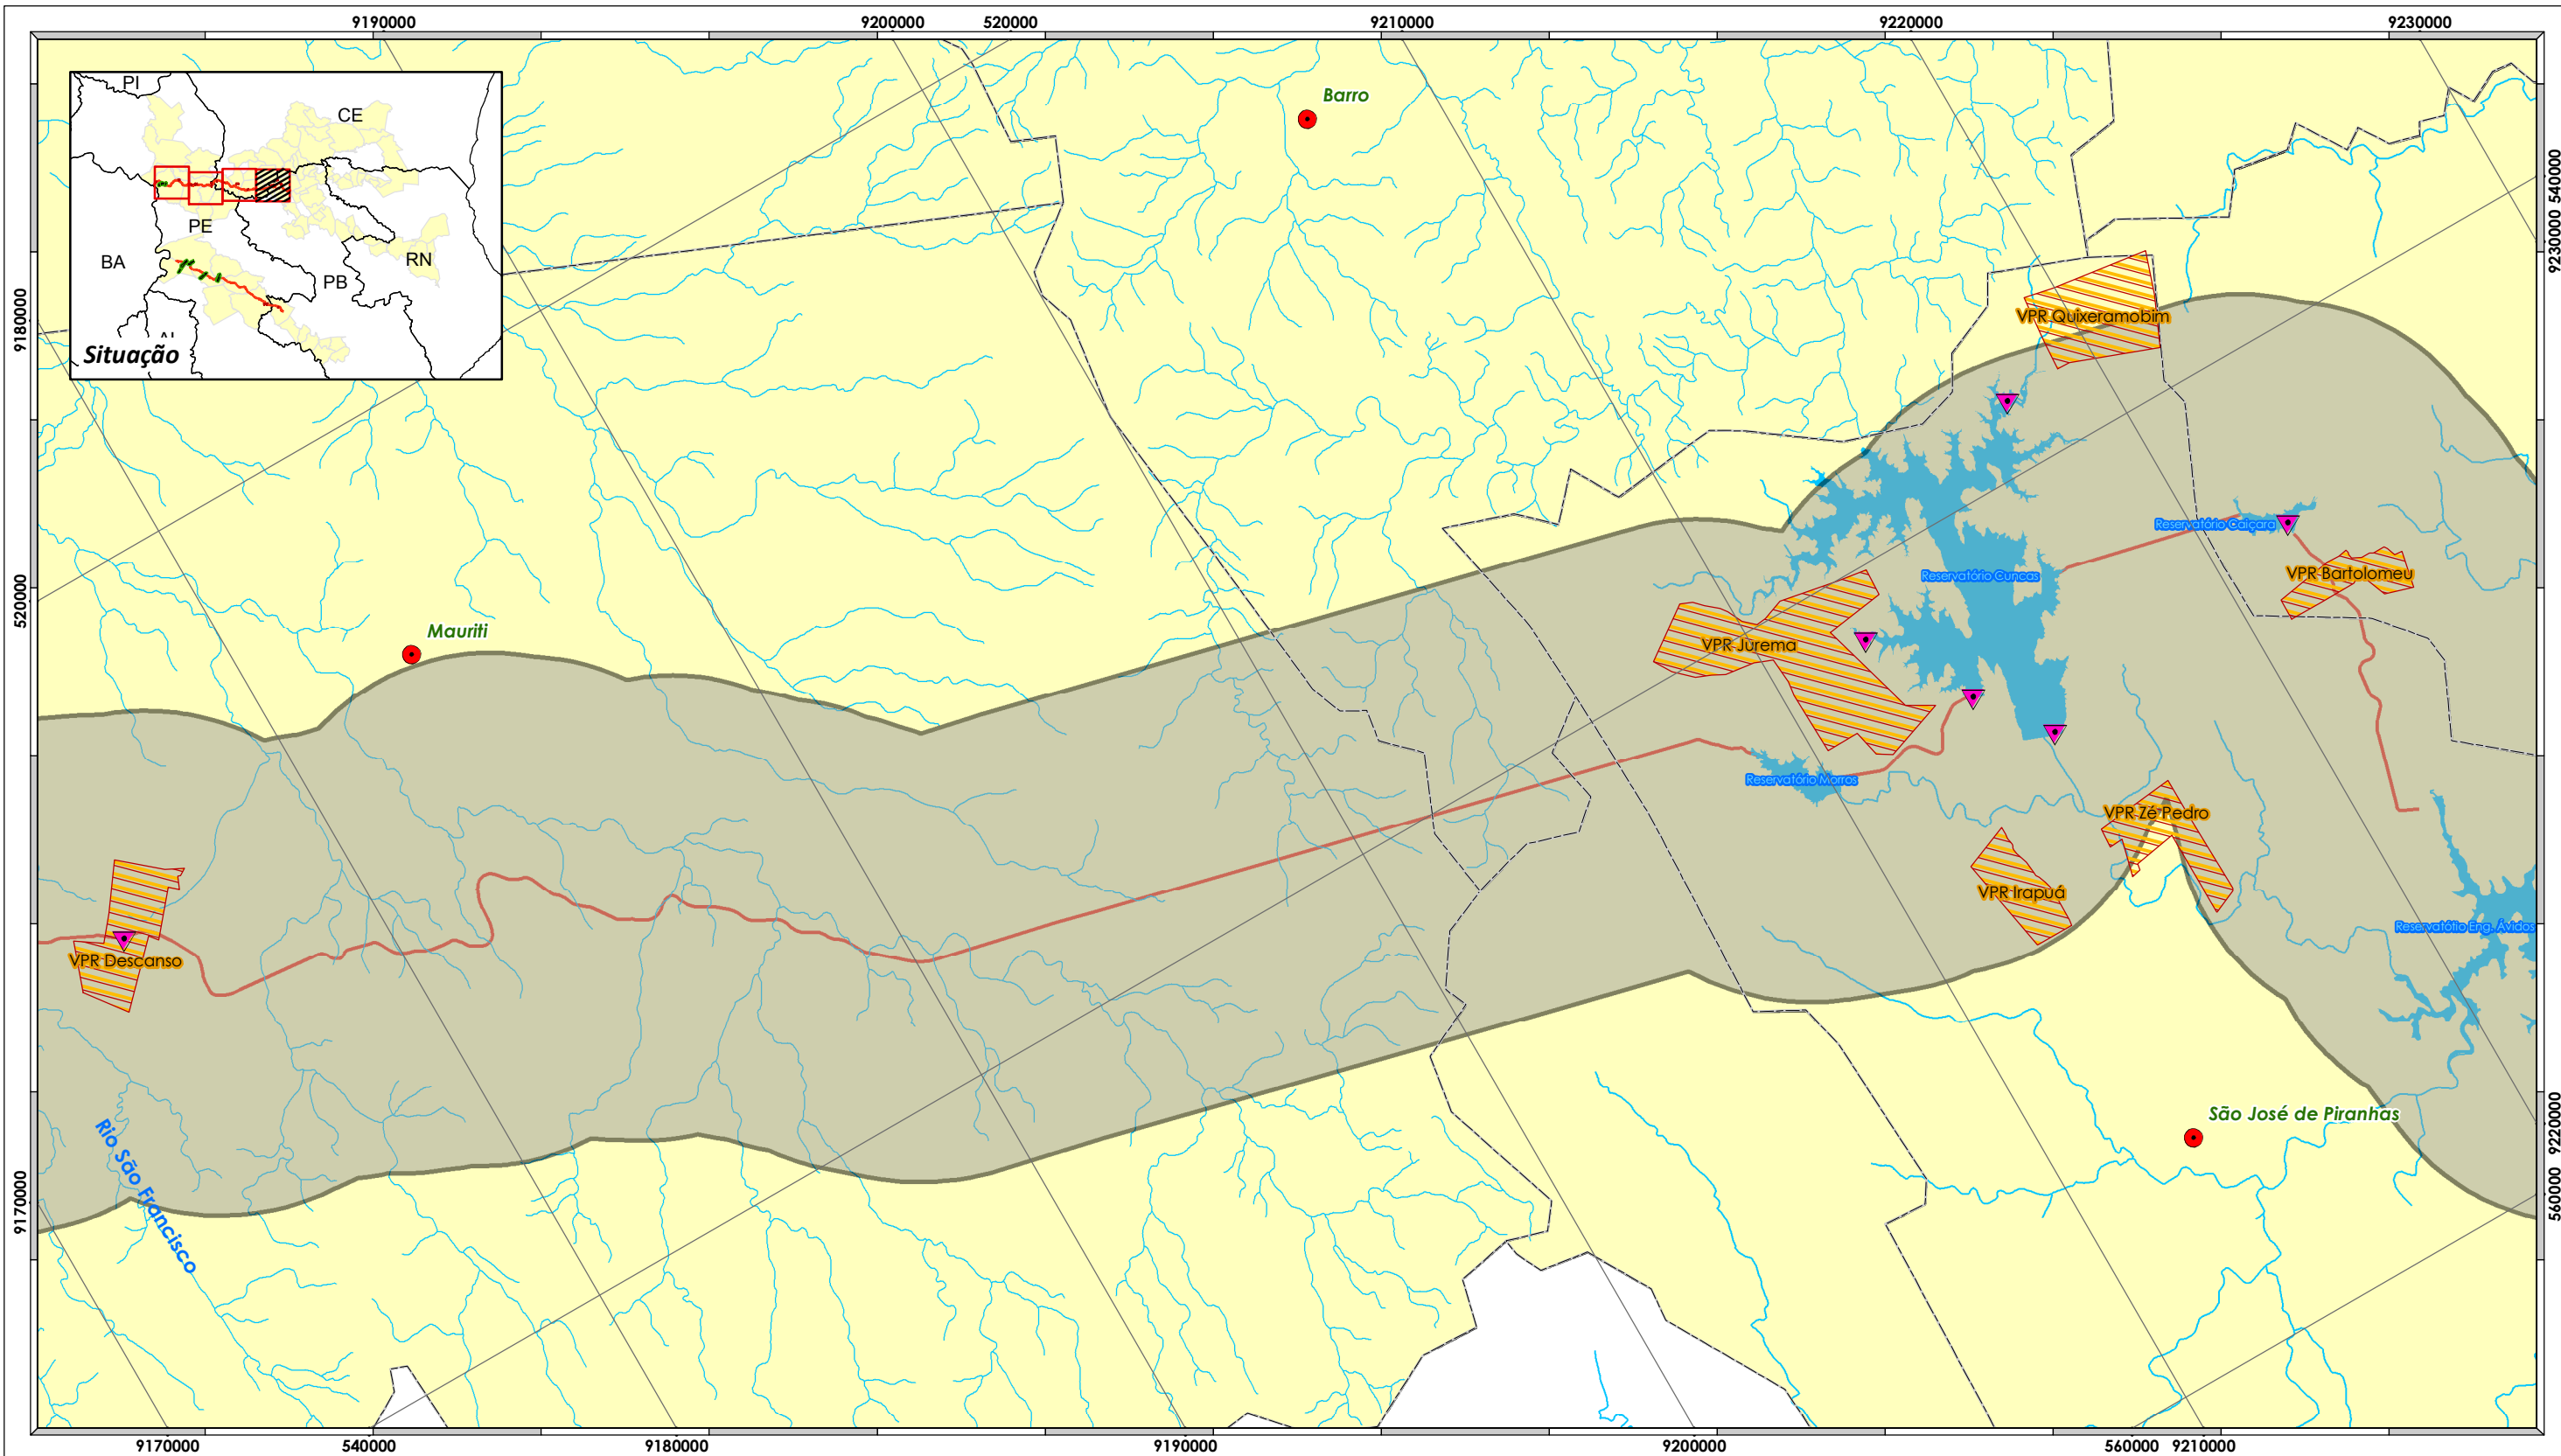 9190000
9200000
520000
9210000
9220000
9230000
PI
CE
PE
BA
RN
PB
Situação
Barro
540000
9230000
9180000
VPR Quixeramobim
Reservatório Caiçara
VPR Bartolomeu
Reservatório Cuncas
520000
Mauriti
VPR Jurema
Reservatório Morros
VPR Zé Pedro
VPR Irapuá
Reservatótio Eng. Ávidos
VPR Descanso
São José de Piranhas
Rio São Francisco
9220000
9170000
560000
9170000
540000
9180000
9190000
9200000
560000
9210000